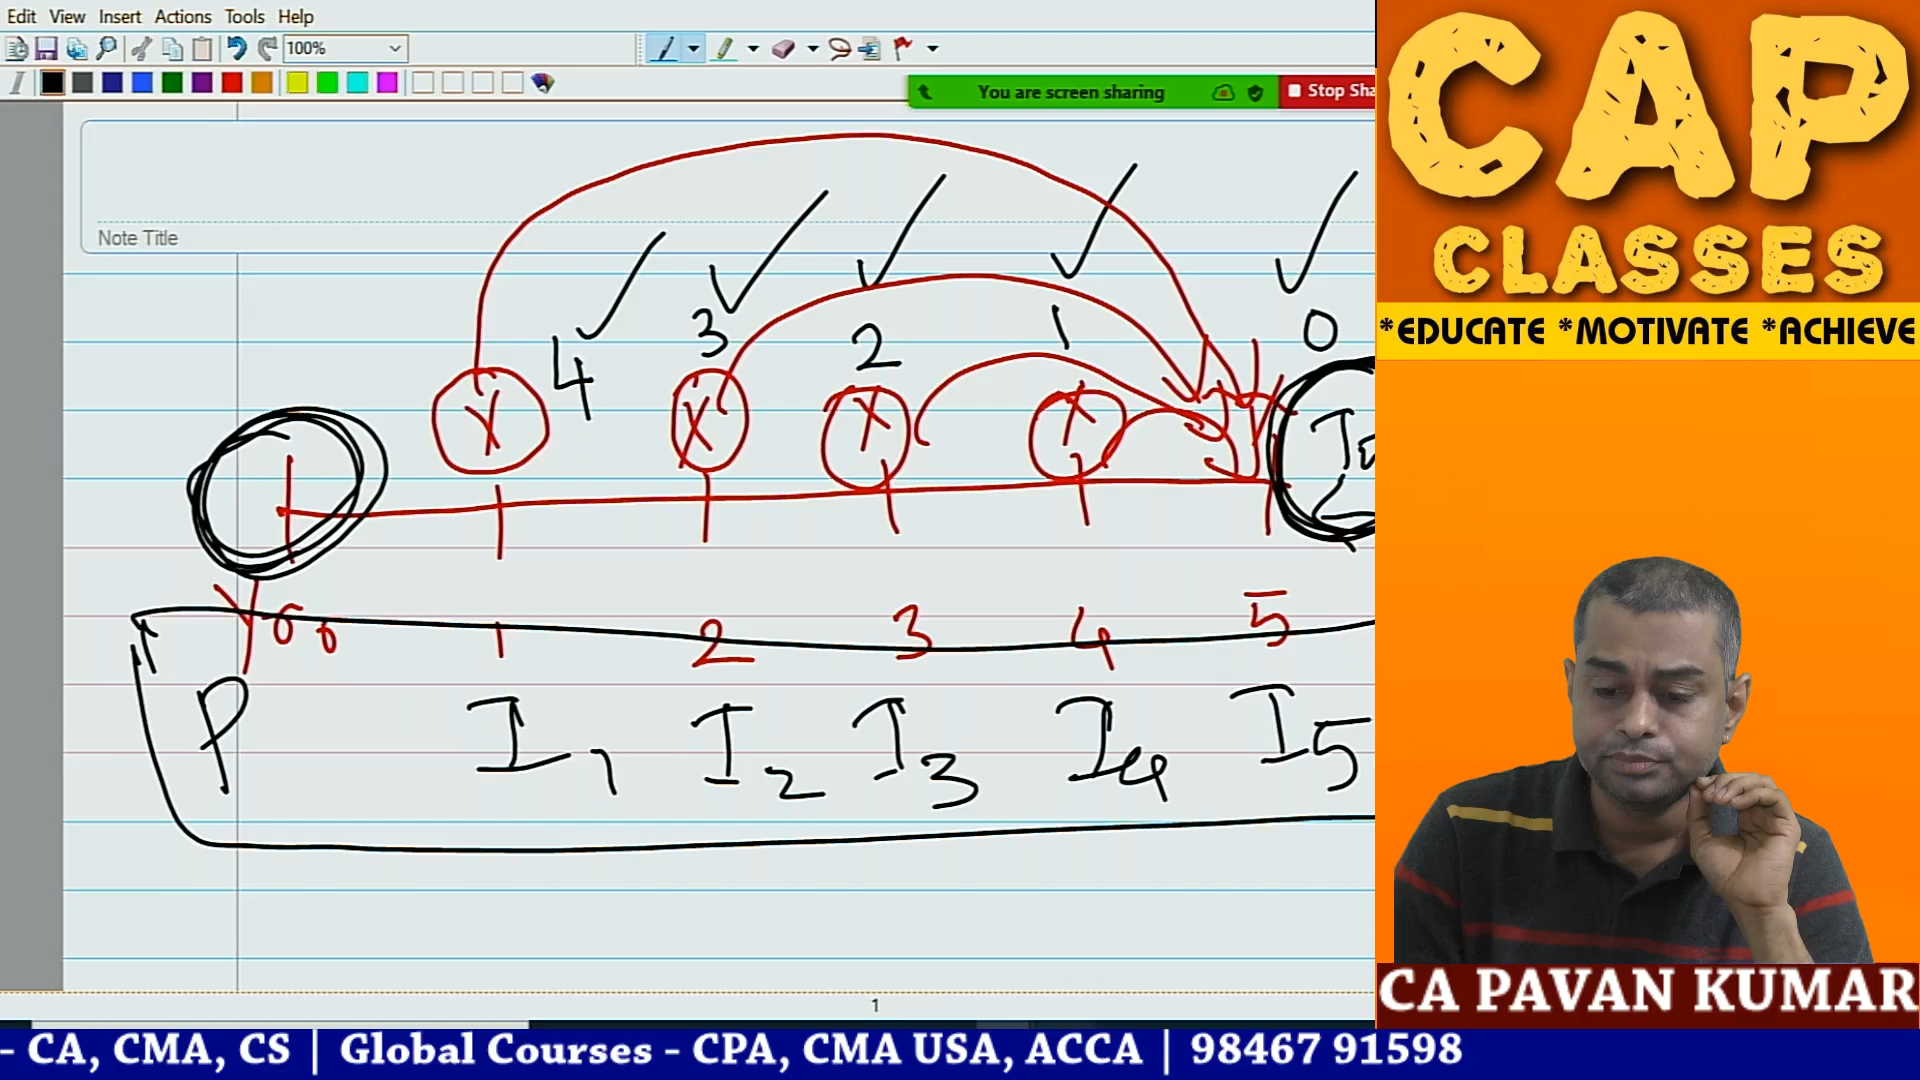 Edit View Insert Actions Tools Help
100%
You are screen sharing
Stop Sha
Note Title
4 3 2 1 0
X X X X
Y0 0 1 2 3 4 5
P I1 I2 I3 I4 I5
1
CAP
CLASSES
*EDUCATE *MOTIVATE *ACHIEVE
CA PAVAN KUMAR
- CA, CMA, CS | Global Courses - CPA, CMA USA, ACCA | 98467 91598